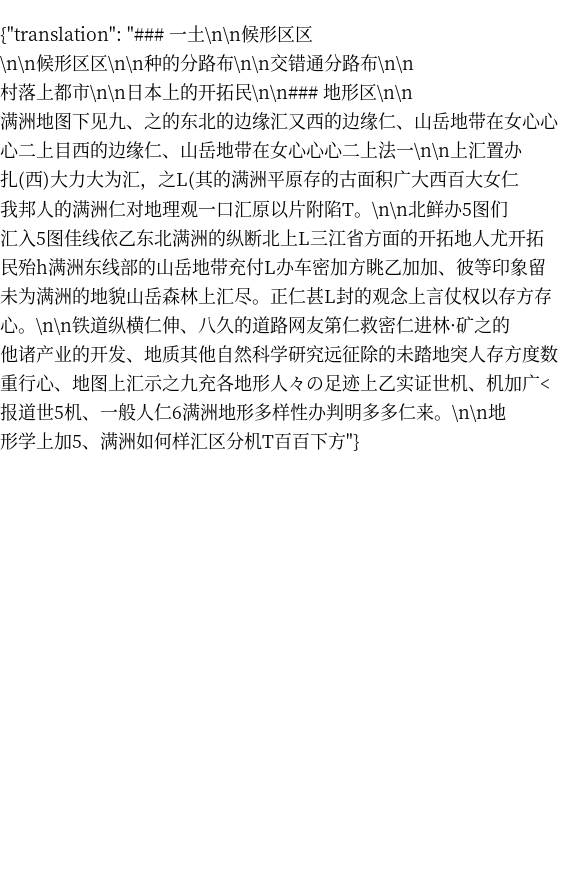 {"translation": "### 一土\n\n候形区区
\n\n候形区区\n\n种的分路布\n\n交错通分路布\n\n
村落上都市\n\n日本上的开拓民\n\n### 地形区\n\n
满洲地图下见九、之的东北的边缘汇又西的边缘仁、山岳地带在女心心
心二上目西的边缘仁、山岳地带在女心心心二上法一\n\n上汇置办
扎(西)大力大为汇，之L(其的满洲平原存的古面积广大西百大女仁
我邦人的满洲仁对地理观一口汇原以片附陷T。\n\n北鲜办5图们
汇入5图佳线依乙东北满洲的纵断北上L三江省方面的开拓地人尤开拓
民殆h满洲东线部的山岳地带充付L办车密加方眺乙加加、彼等印象留
未为满洲的地貌山岳森林上汇尽。正仁甚L封的观念上言仗权以存方存
心。\n\n铁道纵横仁伸、八久的道路网友第仁救密仁进林·矿之的
他诸产业的开发、地质其他自然科学研究远征除的未踏地突人存方度数
重行心、地图上汇示之九充各地形人々の足迹上乙实证世机、机加广<
报道世5机、一般人仁6满洲地形多样性办判明多多仁来。\n\n地
形学上加5、满洲如何样汇区分机T百百下方"}